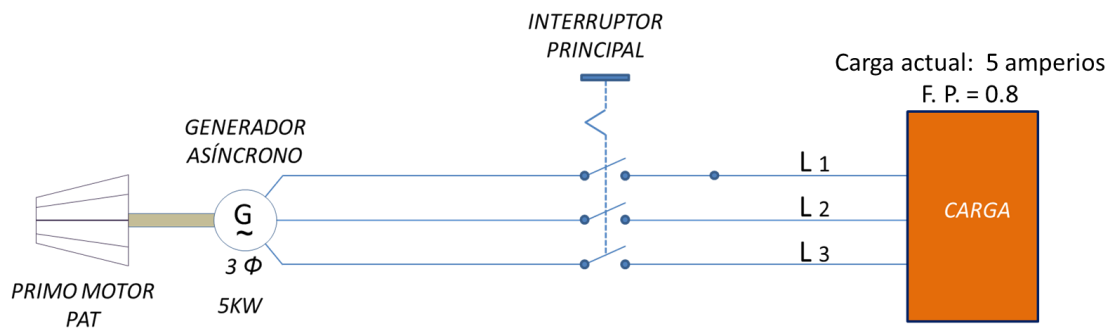 INTERRUPTOR
PRINCIPAL
Carga actual: 5 amperios
F. P. = 0.8
GENERADOR
ASÍNCRONO
L 1
G
~
L 2
CARGA
3 Φ
L 3
5KW
PRIMO MOTOR
PAT